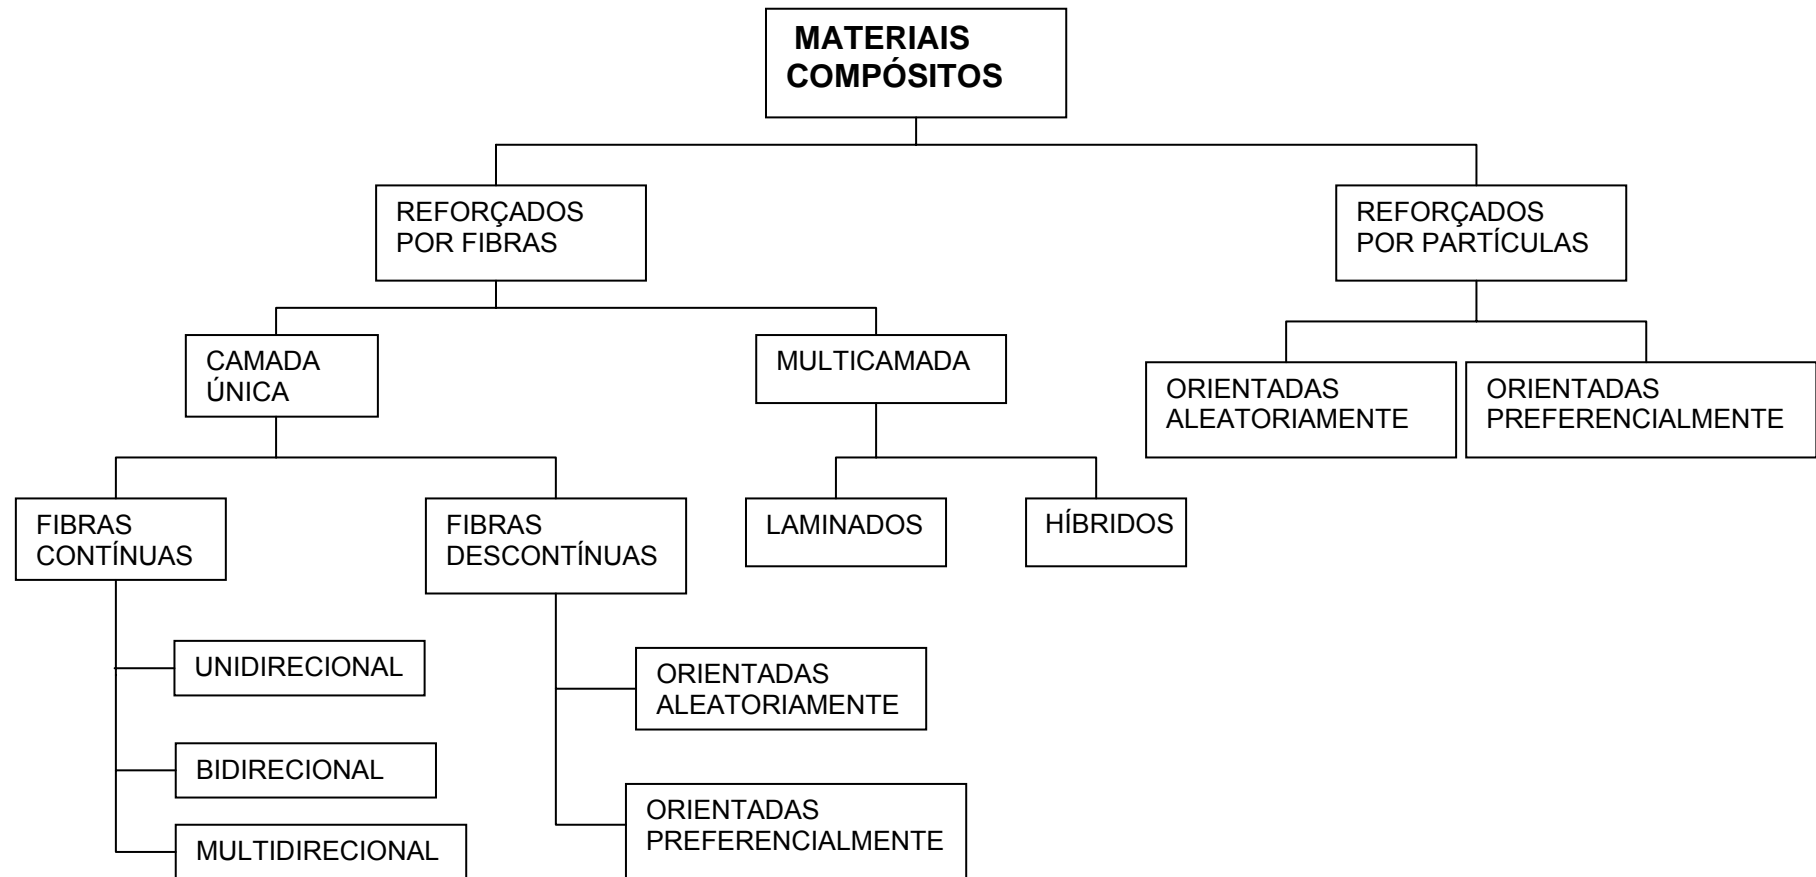 MATERIAIS
COMPÓSITOS
REFORÇADOS
POR FIBRAS
REFORÇADOS
POR PARTÍCULAS
CAMADA
ÚNICA
MULTICAMADA
ORIENTADAS
ALEATORIAMENTE
ORIENTADAS
PREFERENCIALMENTE
FIBRAS
CONTÍNUAS
FIBRAS
DESCONTÍNUAS
LAMINADOS
HÍBRIDOS
UNIDIRECIONAL
ORIENTADAS
ALEATORIAMENTE
BIDIRECIONAL
ORIENTADAS
PREFERENCIALMENTE
MULTIDIRECIONAL